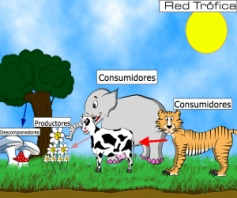 Red Trófica
Consumidores
Consumidores
Productores
Descomponedores